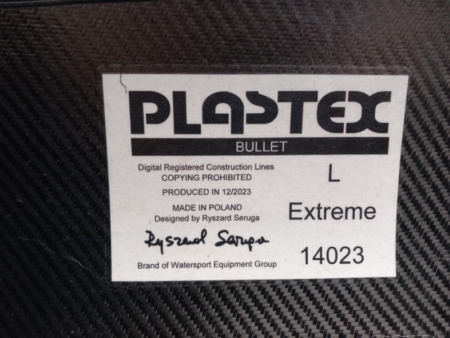 PLASTEX
BULLET
Digital Registered Construction Lines
COPYING PROHIBITED
PRODUCED IN 12/2023
MADE IN POLAND
Designed by Ryszard Seruga
Ryszard Seruga
Brand of Watersport Equipment Group
L
Extreme
14023